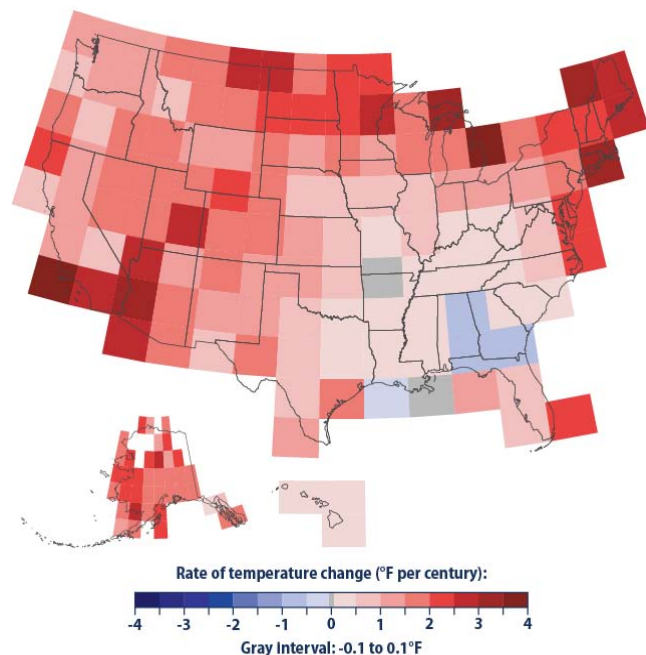 Rate of temperature change (°F per century):
-4 -3 -2 -1 0 1 2 3 4
Gray interval: -0.1 to 0.1°F